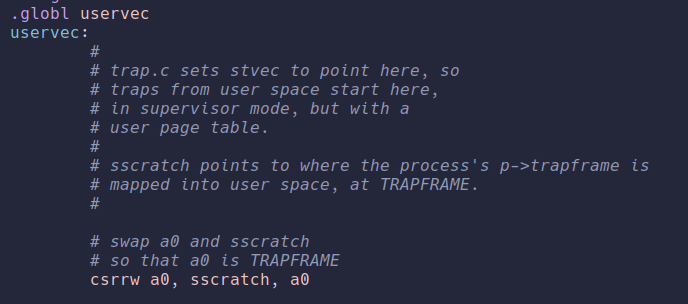 .globl uservec
uservec:
#
# trap.c sets stvec to point here, so
# traps from user space start here,
# in supervisor mode, but with a
# user page table.
#
# sscratch points to where the process's p->trapframe is
# mapped into user space, at TRAPFRAME.
#
# swap a0 and sscratch
# so that a0 is TRAPFRAME
csrrw a0, sscratch, a0